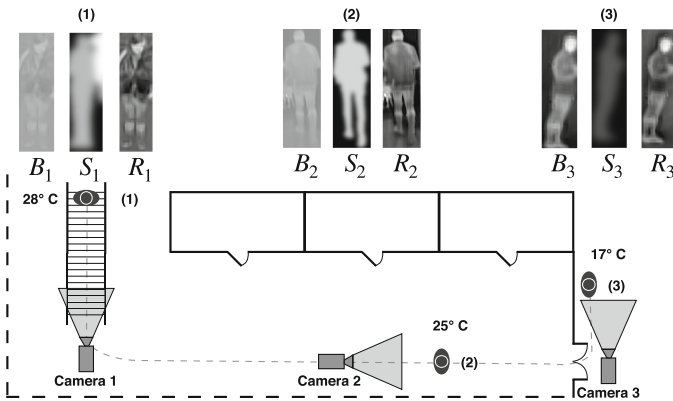 (1) (2) (3)
B1 S1 R1 B2 S2 R2 B3 S3 R3
28° C (1)
17° C
(3)
25° C
(2)
Camera 1 Camera 2 Camera 3